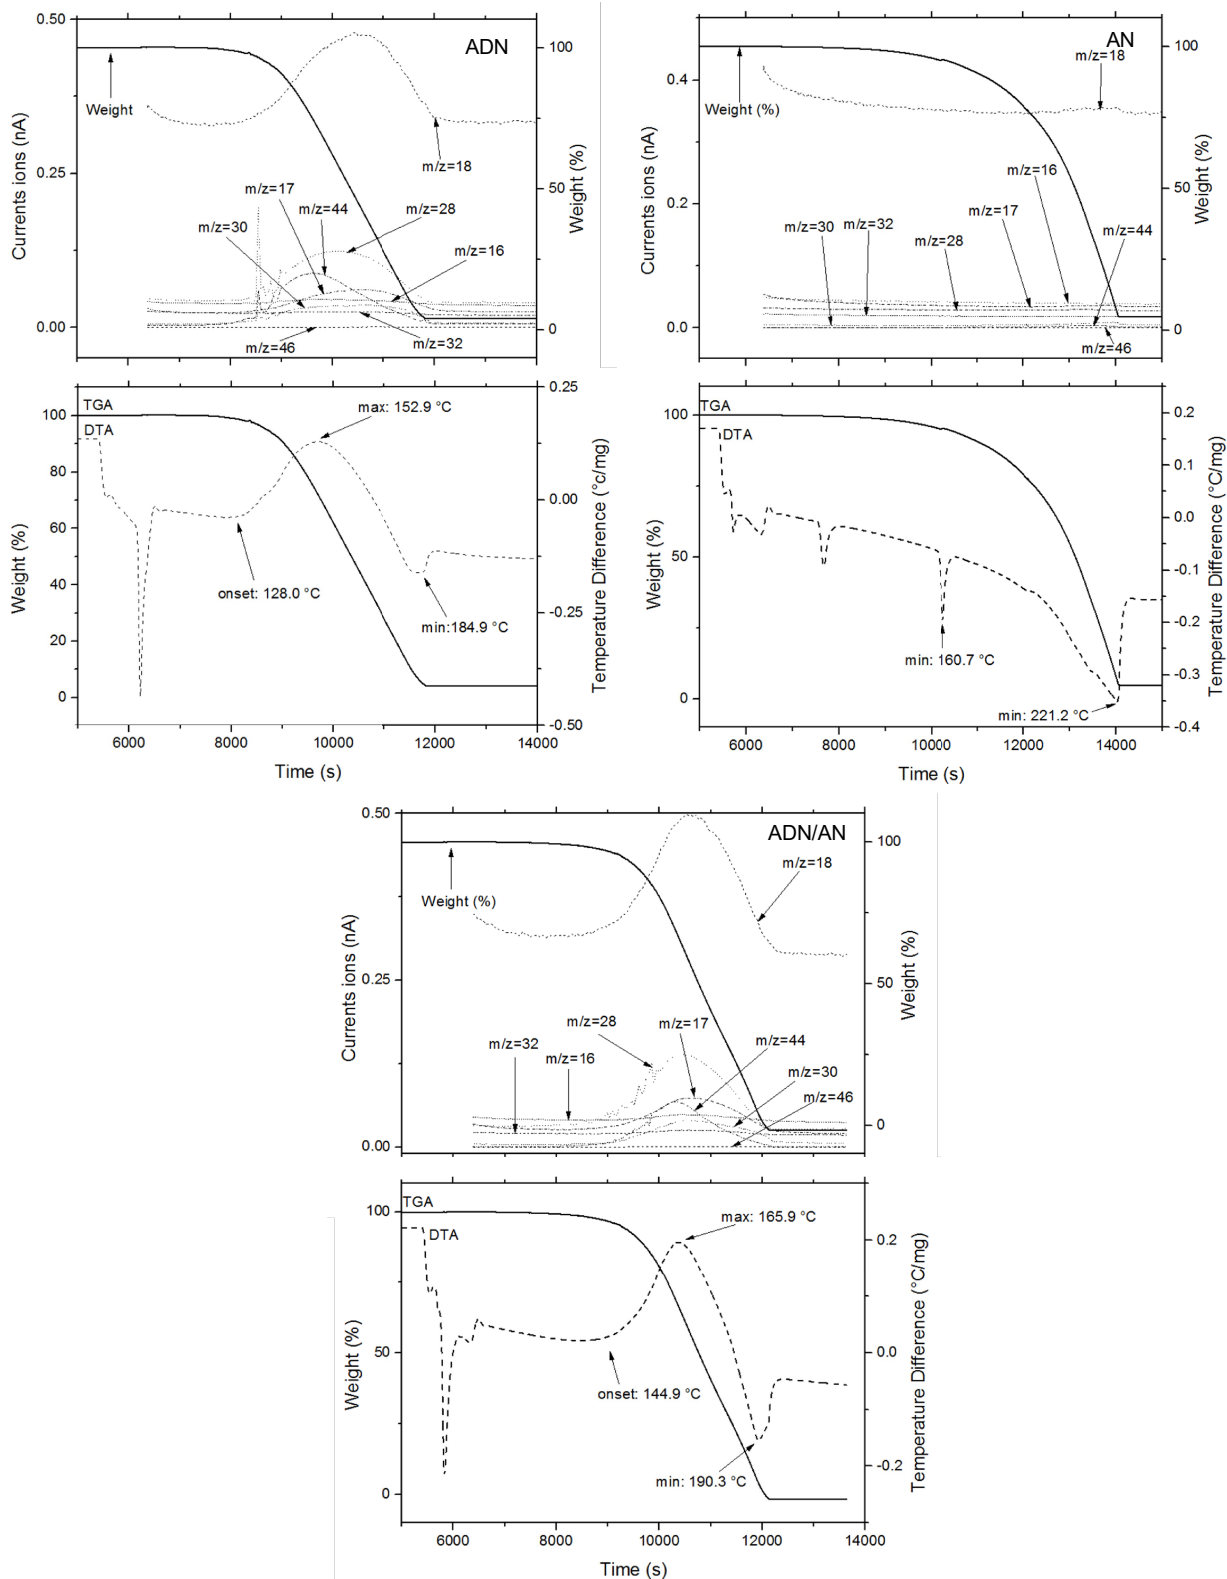 0.50
ADN
100
Weight
Currents ions (nA)
0.25
m/z=18
m/z=17
m/z=44
m/z=28
m/z=30
m/z=16
50
Weight (%)
0.00
m/z=46
m/z=32
0
TGA
DTA
100
80
60
40
20
0
Weight (%)
max: 152.9 °C
onset: 128.0 °C
min:184.9 °C
0.25
0.00
-0.25
-0.50
Temperature Difference (°c/mg)
6000 8000 10000 12000 14000
Time (s)
AN
0.4
0.2
0.0
Currents ions (nA)
Weight (%)
m/z=18
m/z=16
m/z=30
m/z=32
m/z=17
m/z=28
m/z=44
m/z=46
100
50
0
Weight (%)
TGA
DTA
100
50
0
Weight (%)
min: 160.7 °C
min: 221.2 °C
0.2
0.1
0.0
-0.1
-0.2
-0.3
-0.4
Temperature Difference (°C/mg)
6000 8000 10000 12000 14000
Time (s)
0.50
ADN/AN
0.25
0.00
Currents ions (nA)
Weight (%)
m/z=18
m/z=28
m/z=17
m/z=32
m/z=16
m/z=44
m/z=30
m/z=46
100
50
0
Weight (%)
TGA
DTA
100
50
0
Weight (%)
max: 165.9 °C
onset: 144.9 °C
min: 190.3 °C
0.2
0.0
-0.2
Temperature Difference (°C/mg)
6000 8000 10000 12000 14000
Time (s)